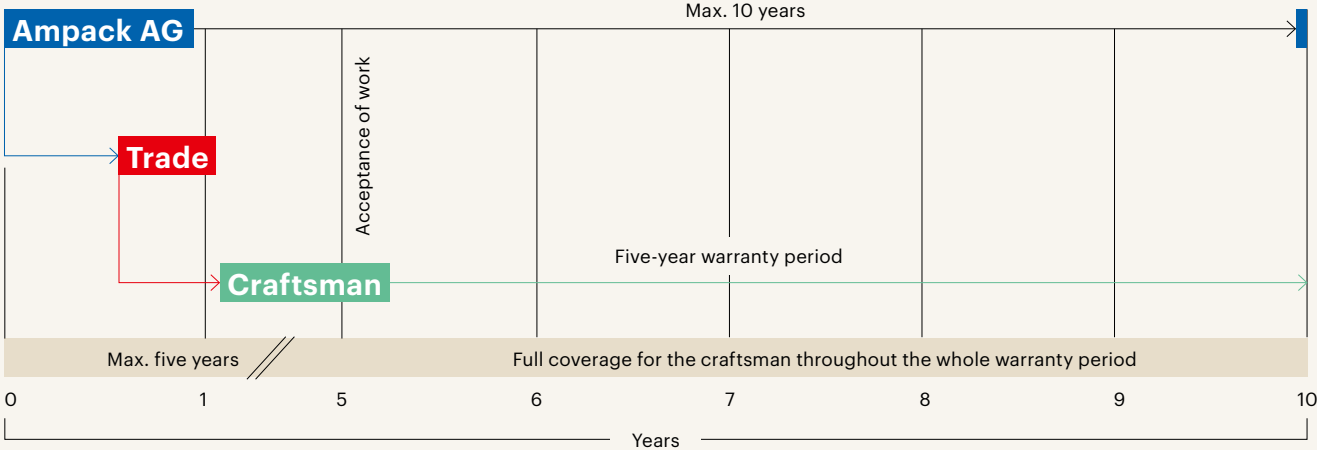 Max. 10 years
Ampack AG
Acceptance of work
Trade
Five-year warranty period
Craftsman
Max. five years
Full coverage for the craftsman throughout the whole warranty period
0 1 5 6 7 8 9 10
Years